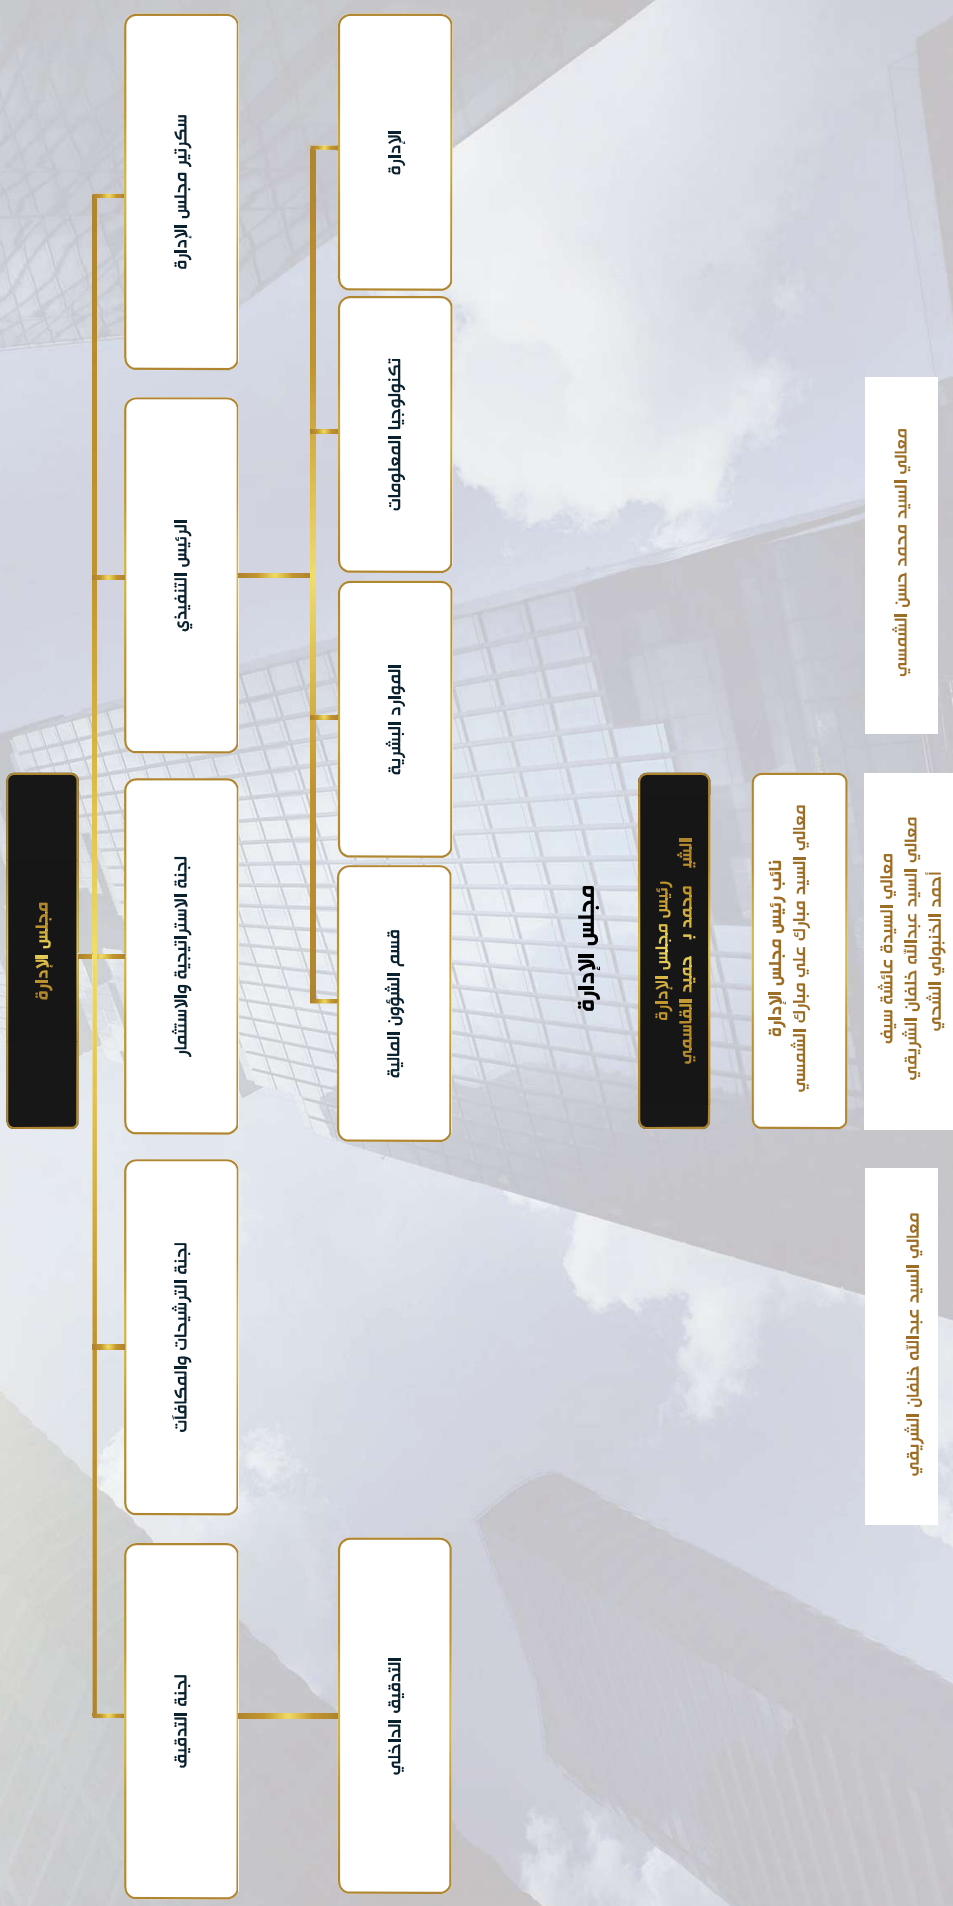 مجلس الإدارة
سكرتير مجلس الإدارة
الرئيس التنفيذي
لجنة الاستراتيجية والاستثمار
لجنة الترشيحات والمكافآت
لجنة التدقيق
الإدارة
تكنولوجيا المعلومات
الموارد البشرية
قسم الشؤون المالية
التدقيق الداخلي
مجلس الإدارة
رئيس مجلس الإدارة
محمد حميد القاسمي
نائب رئيس مجلس الإدارة
معالي السيد مبارك علي مبارك الشمسي
معالي السيد محمد حسن الشمسي
معالي السيدة عائشة سيف
معالي السيد عبدالله خلفان الشريقي
أحمد الخنبولي الشحي
معالي السيد عبدالله خلفان الشريقي